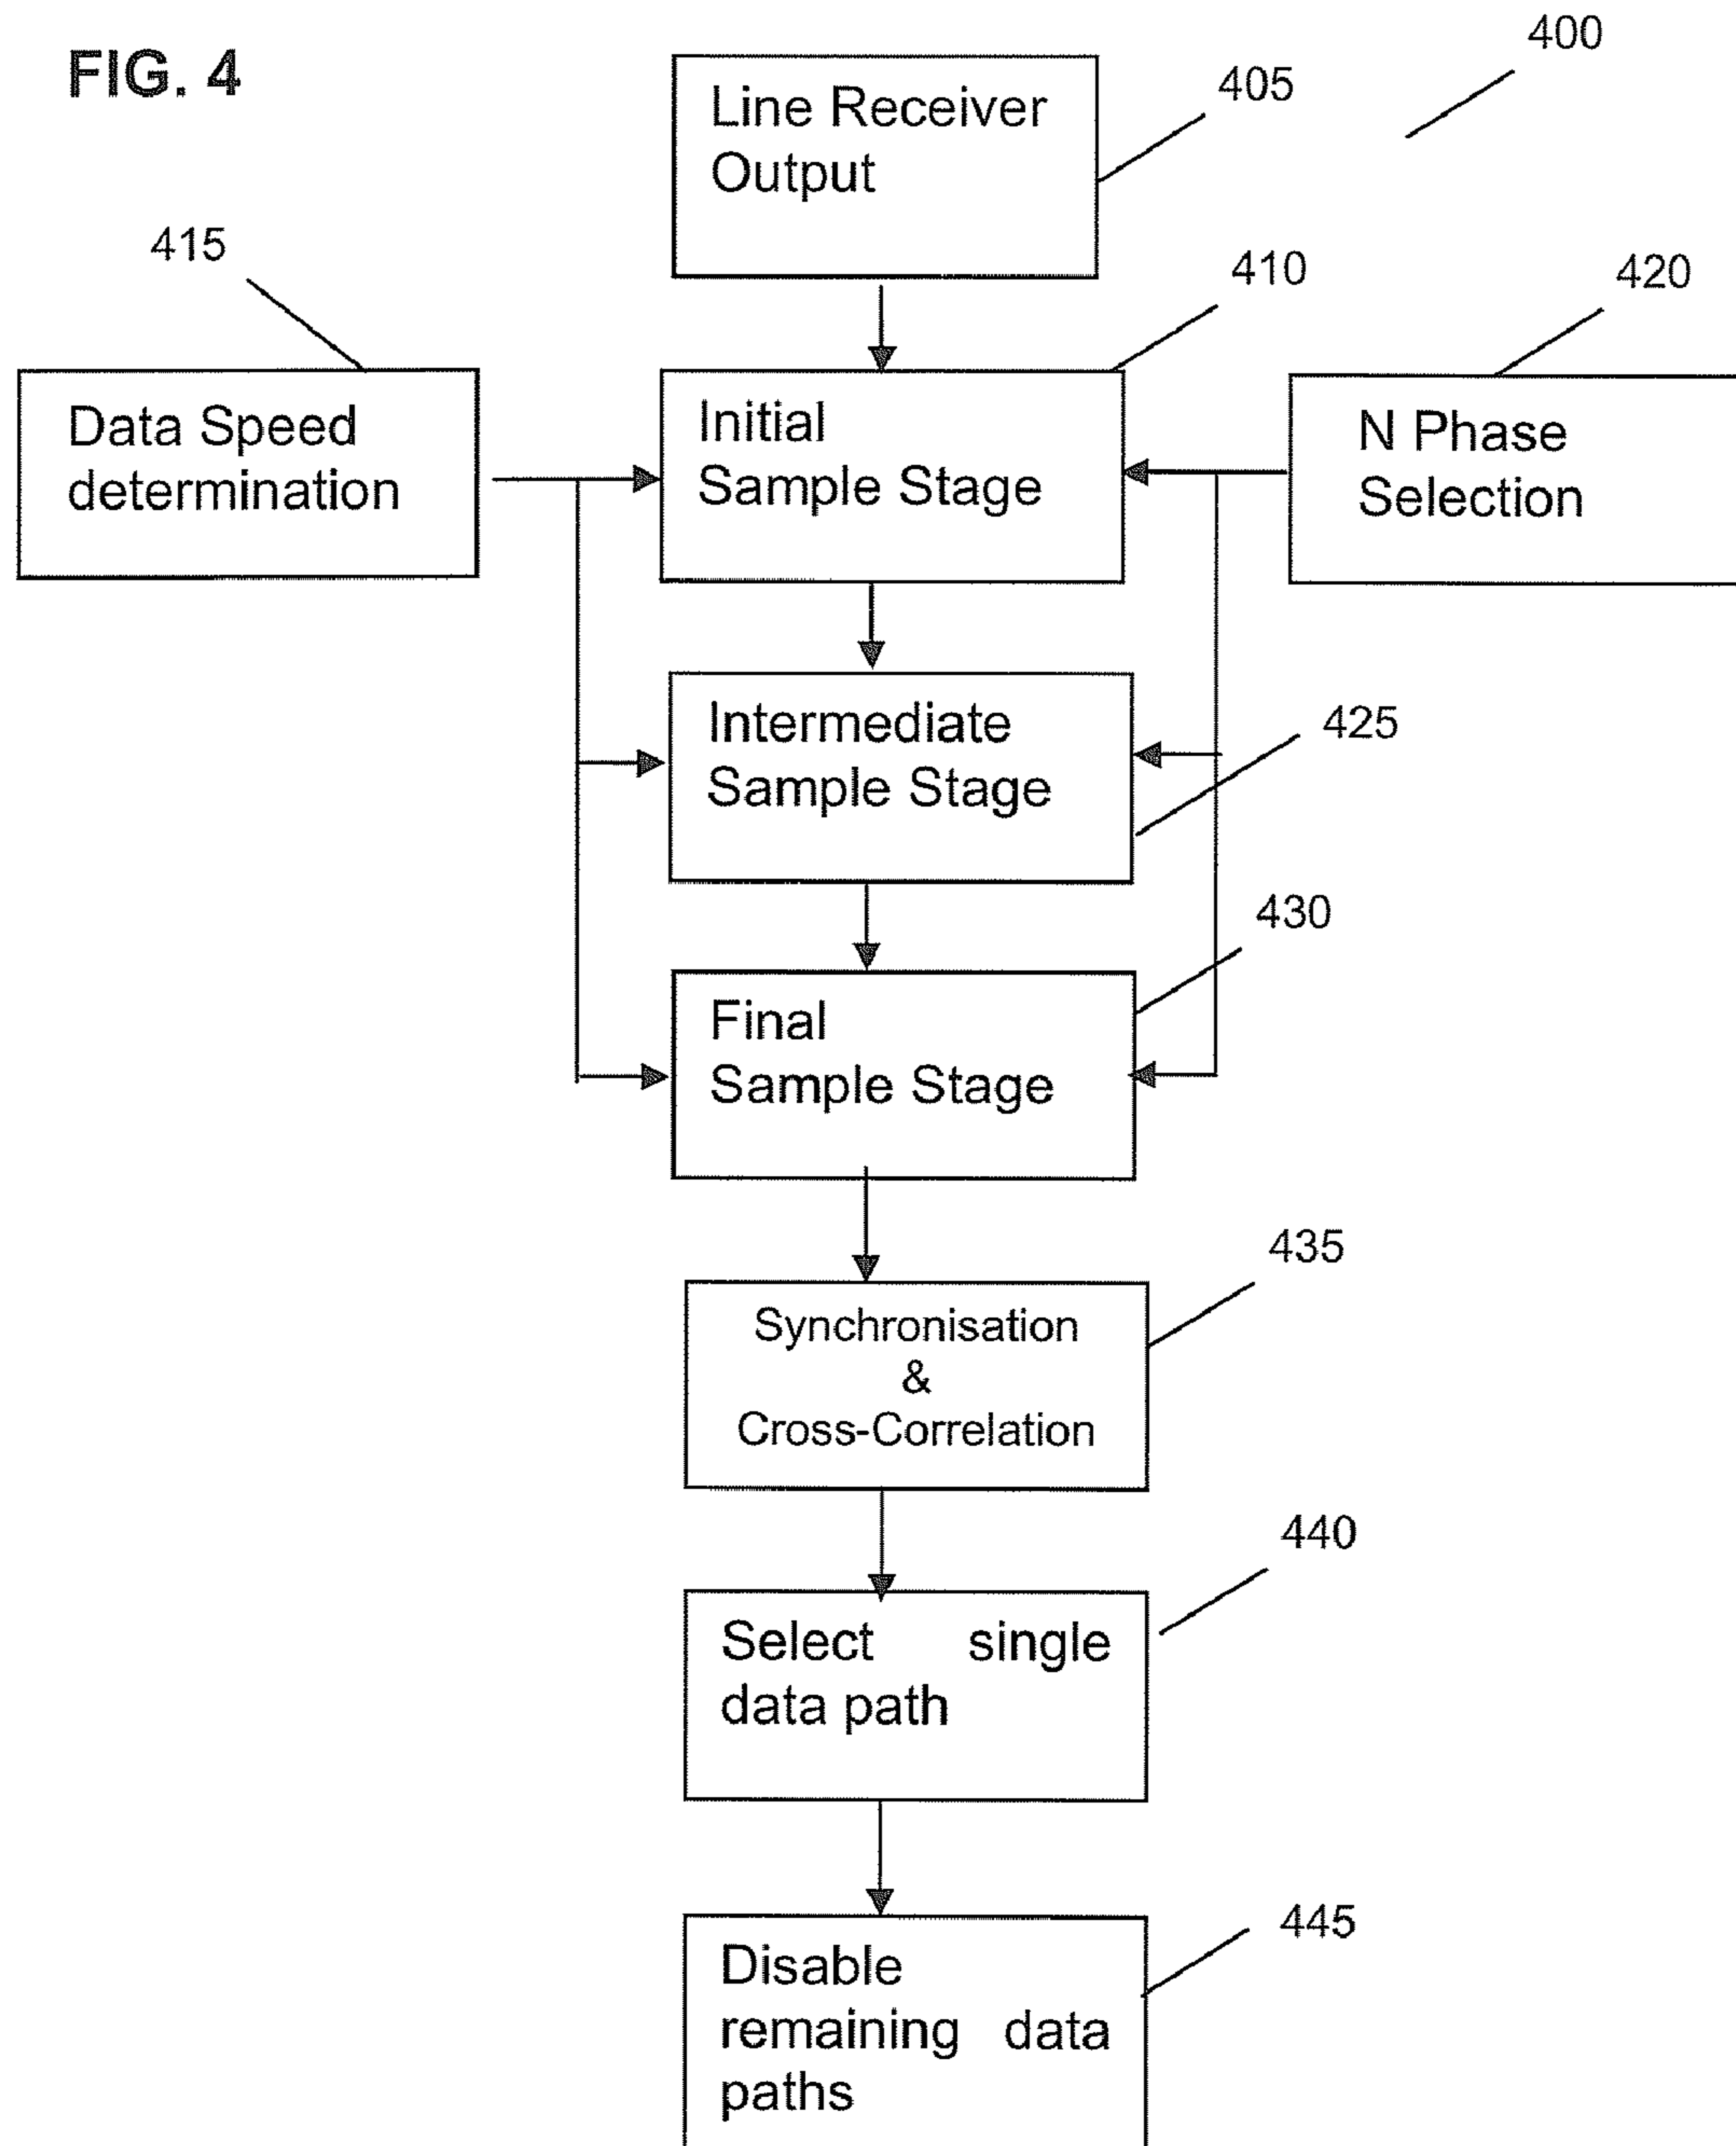 FIG. 4
400
Line Receiver
Output
405
415
410
420
Data Speed
determination
Initial
Sample Stage
N Phase
Selection
Intermediate
Sample Stage
425
Final
Sample Stage
430
Synchronisation
&
Cross-Correlation
435
Select single
data path
440
Disable
remaining data
paths
445